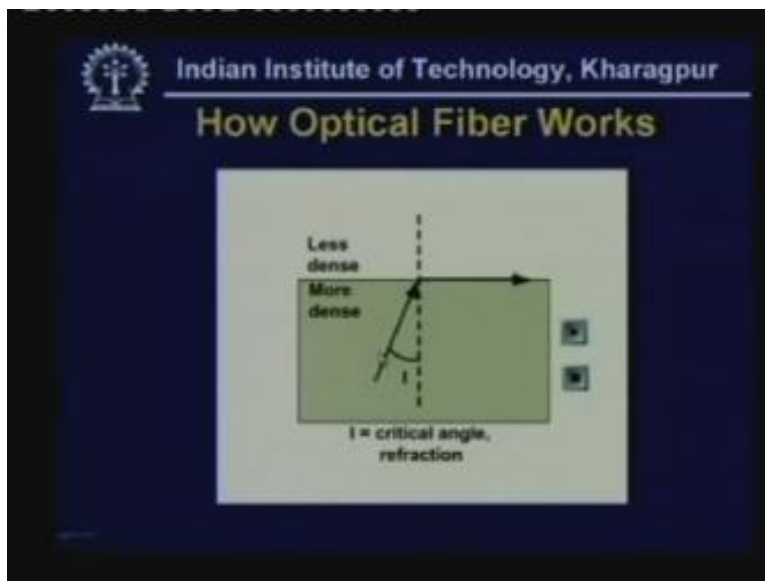 Indian Institute of Technology, Kharagpur
How Optical Fiber Works
Less
dense
More
dense
I
I = critical angle,
refraction